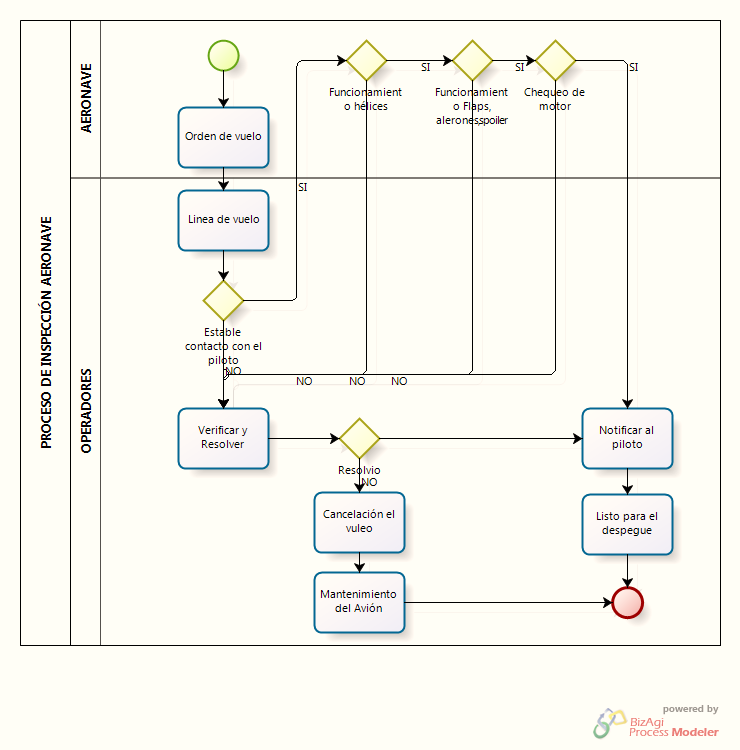 PROCESO DE INSPECCIÓN AERONAVE
AERONAVE
Orden de vuelo
Funcionamient
o hélices
SI
Funcionamient
o Flaps,
alerones,spoiler
SI
Chequeo de
motor
SI
OPERADORES
Linea de vuelo
SI
Estable
contacto con el
piloto
NO
NO
NO
NO
Verificar y
Resolver
Resolvio
NO
Notificar al
piloto
Cancelación el
vuleo
Listo para el
despegue
Mantenimiento
del Avión
powered by
BizAgi
Process Modeler